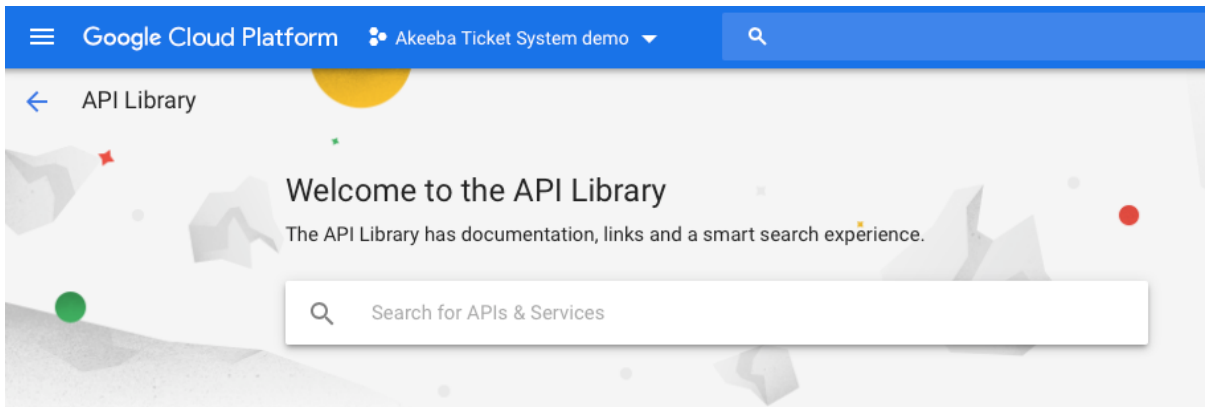 Google Cloud Platform Akeeba Ticket System demo
API Library
Welcome to the API Library
The API Library has documentation, links and a smart search experience.
Search for APIs & Services